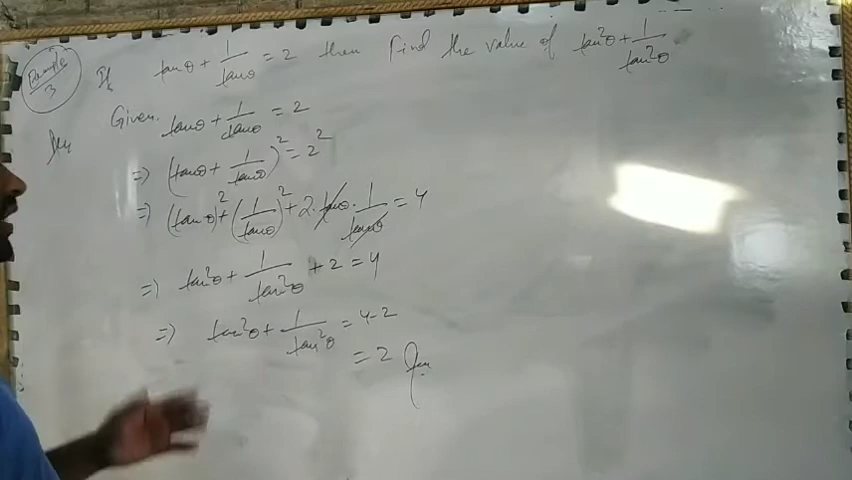 Example 3 If tanθ + 1/tanθ = 2 then Find the value of tan²θ + 1/tan²θ
Given. tanθ + 1/tanθ = 2
⇒ (tanθ + 1/tanθ)² = 2²
⇒ (tanθ)² + (1/tanθ)² + 2·tanθ·1/tanθ = 4
⇒ tan²θ + 1/tan²θ + 2 = 4
⇒ tan²θ + 1/tan²θ = 4-2
= 2